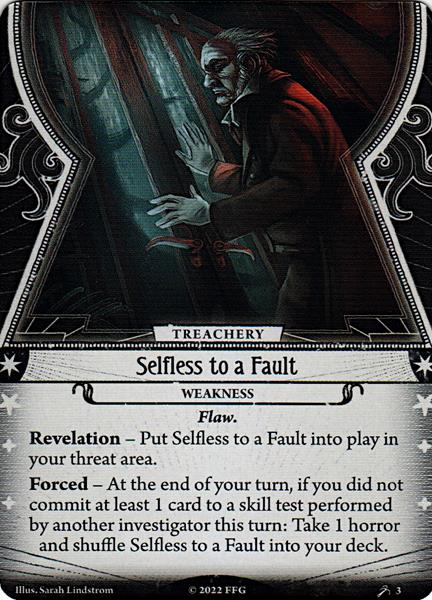 TREACHERY
Selfless to a Fault
WEAKNESS
Flaw.
Revelation – Put Selfless to a Fault into play in
your threat area.
Forced – At the end of your turn, if you did not
commit at least 1 card to a skill test performed
by another investigator this turn: Take 1 horror
and shuffle Selfless to a Fault into your deck.
Illus. Sarah Lindstrom © 2022 FFG 3